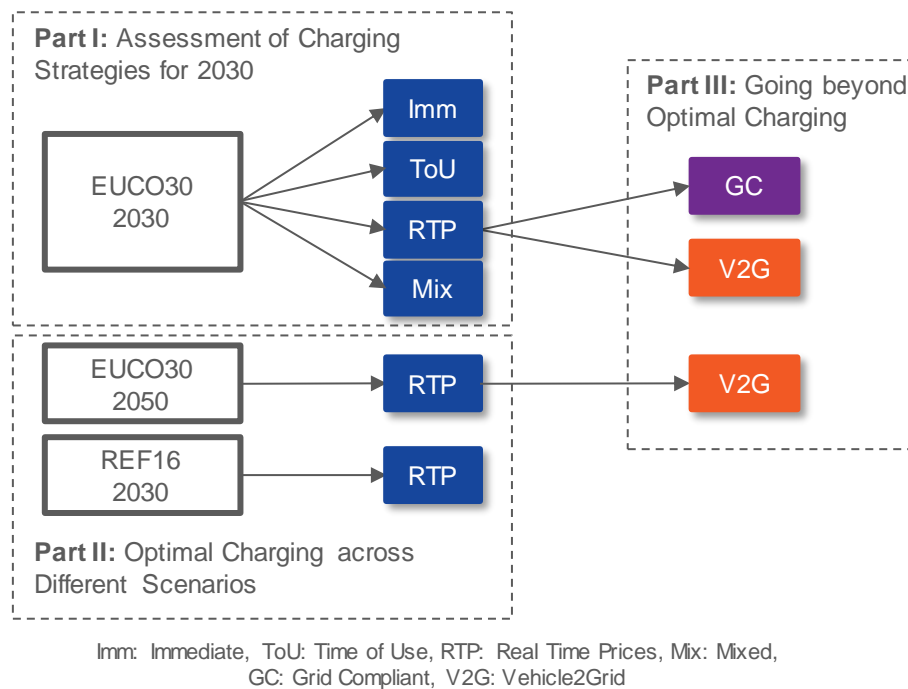 Part I: Assessment of Charging
Strategies for 2030
EUCO30
2030
Imm
ToU
RTP
Mix
Part III: Going beyond
Optimal Charging
GC
V2G
V2G
EUCO30
2050
RTP
REF16
2030
RTP
Part II: Optimal Charging across
Different Scenarios
Imm: Immediate, ToU: Time of Use, RTP: Real Time Prices, Mix: Mixed,
GC: Grid Compliant, V2G: Vehicle2Grid